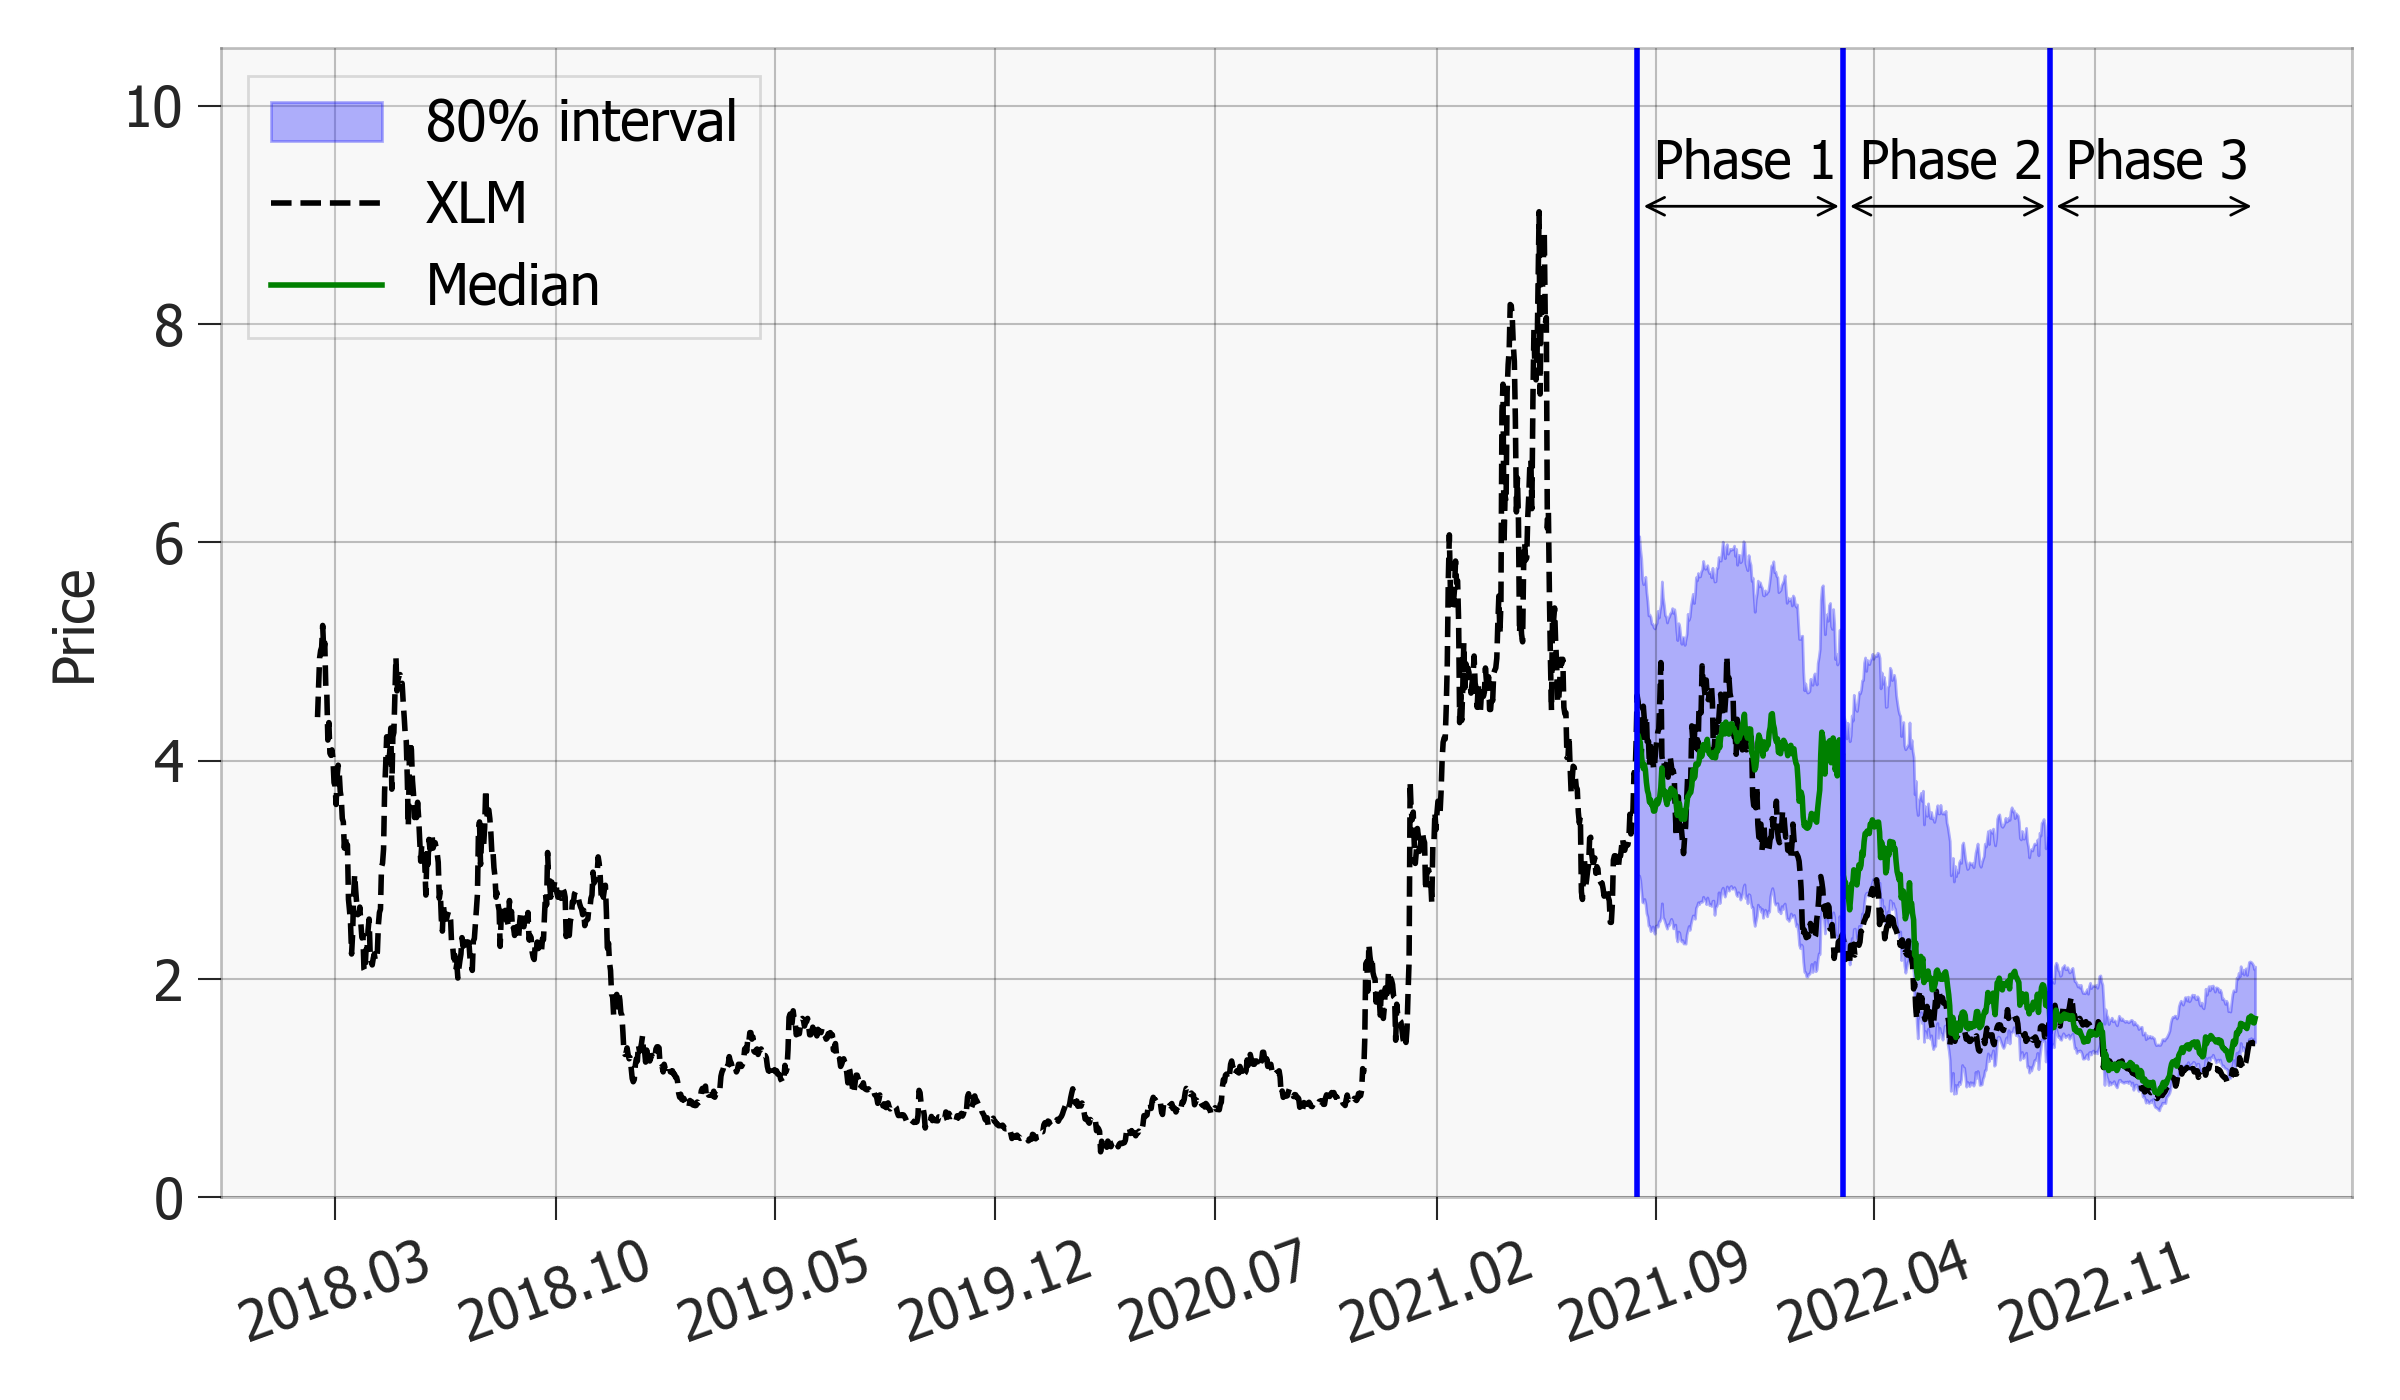 80% interval
XLM
Median
Phase 1
Phase 2
Phase 3
Price
10
8
6
4
2
0
2018.03
2018.10
2019.05
2019.12
2020.07
2021.02
2021.09
2022.04
2022.11